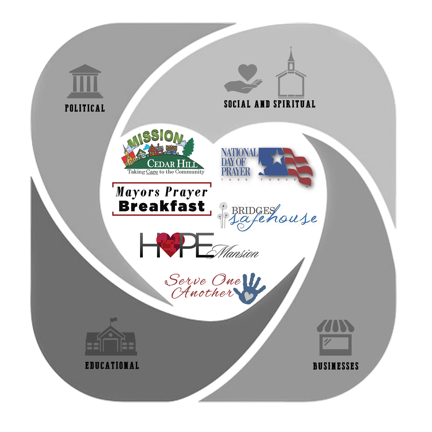 POLITICAL
SOCIAL AND SPIRITUAL
MISSION
CEDAR HILL
Taking Care to the Community
NATIONAL
DAY OF
PRAYER
Mayors Prayer
Breakfast
BRIDGES
safehouse
HOPE Mansion
Serve One
Another
EDUCATIONAL
BUSINESSES